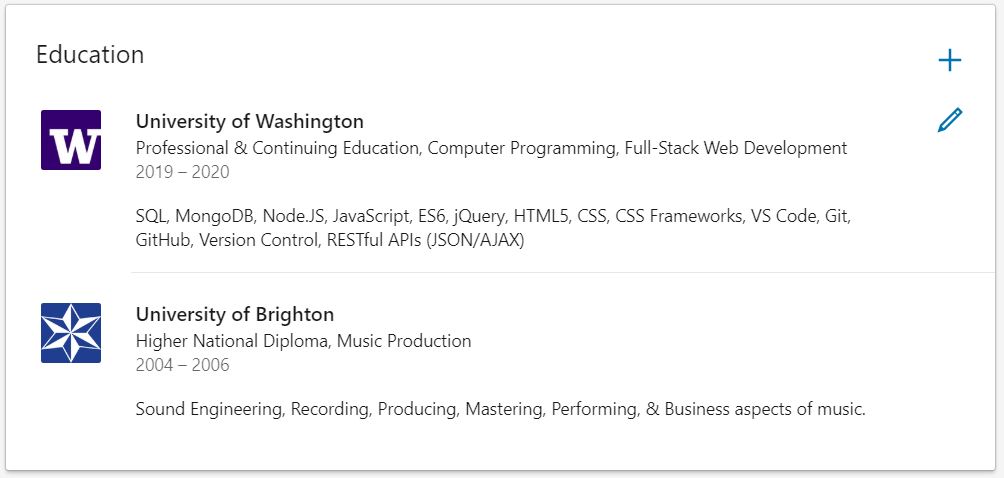 Education
W
University of Washington
Professional & Continuing Education, Computer Programming, Full-Stack Web Development
2019 – 2020
SQL, MongoDB, Node.JS, JavaScript, ES6, jQuery, HTML5, CSS, CSS Frameworks, VS Code, Git,
GitHub, Version Control, RESTful APIs (JSON/AJAX)
University of Brighton
Higher National Diploma, Music Production
2004 – 2006
Sound Engineering, Recording, Producing, Mastering, Performing, & Business aspects of music.